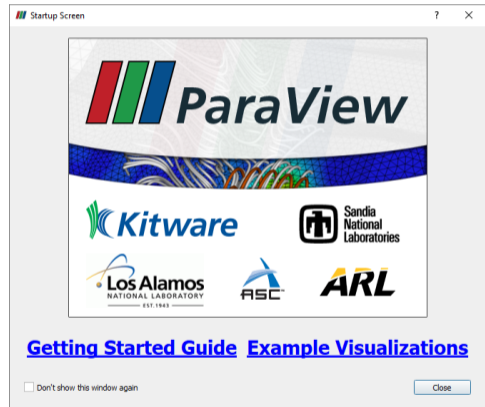 Startup Screen
? X
ParaView
Kitware
Sandia
National
Laboratories
Los Alamos
NATIONAL LABORATORY
EST. 1943
ASC
ARL
Getting Started Guide Example Visualizations
Don't show this window again
Close